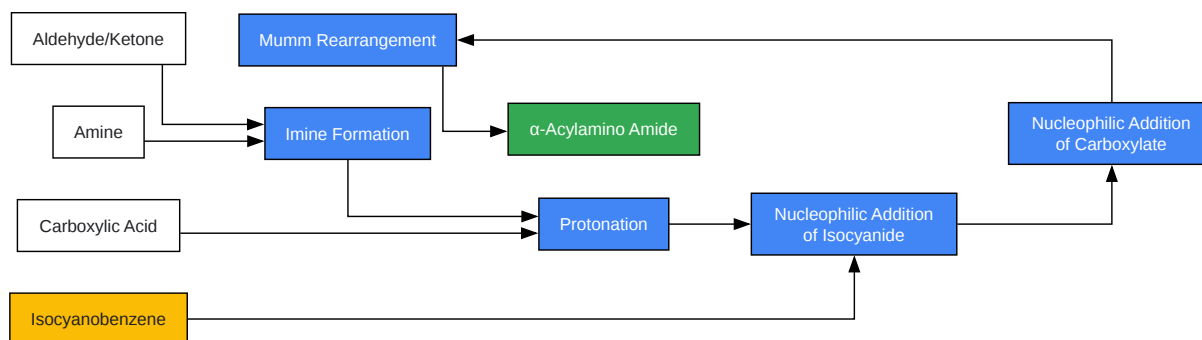 Aldehyde/Ketone
Mumm Rearrangement
Amine
Imine Formation
α-Acylamino Amide
Nucleophilic Addition
of Carboxylate
Carboxylic Acid
Protonation
Nucleophilic Addition
of Isocyanide
Isocyanobenzene